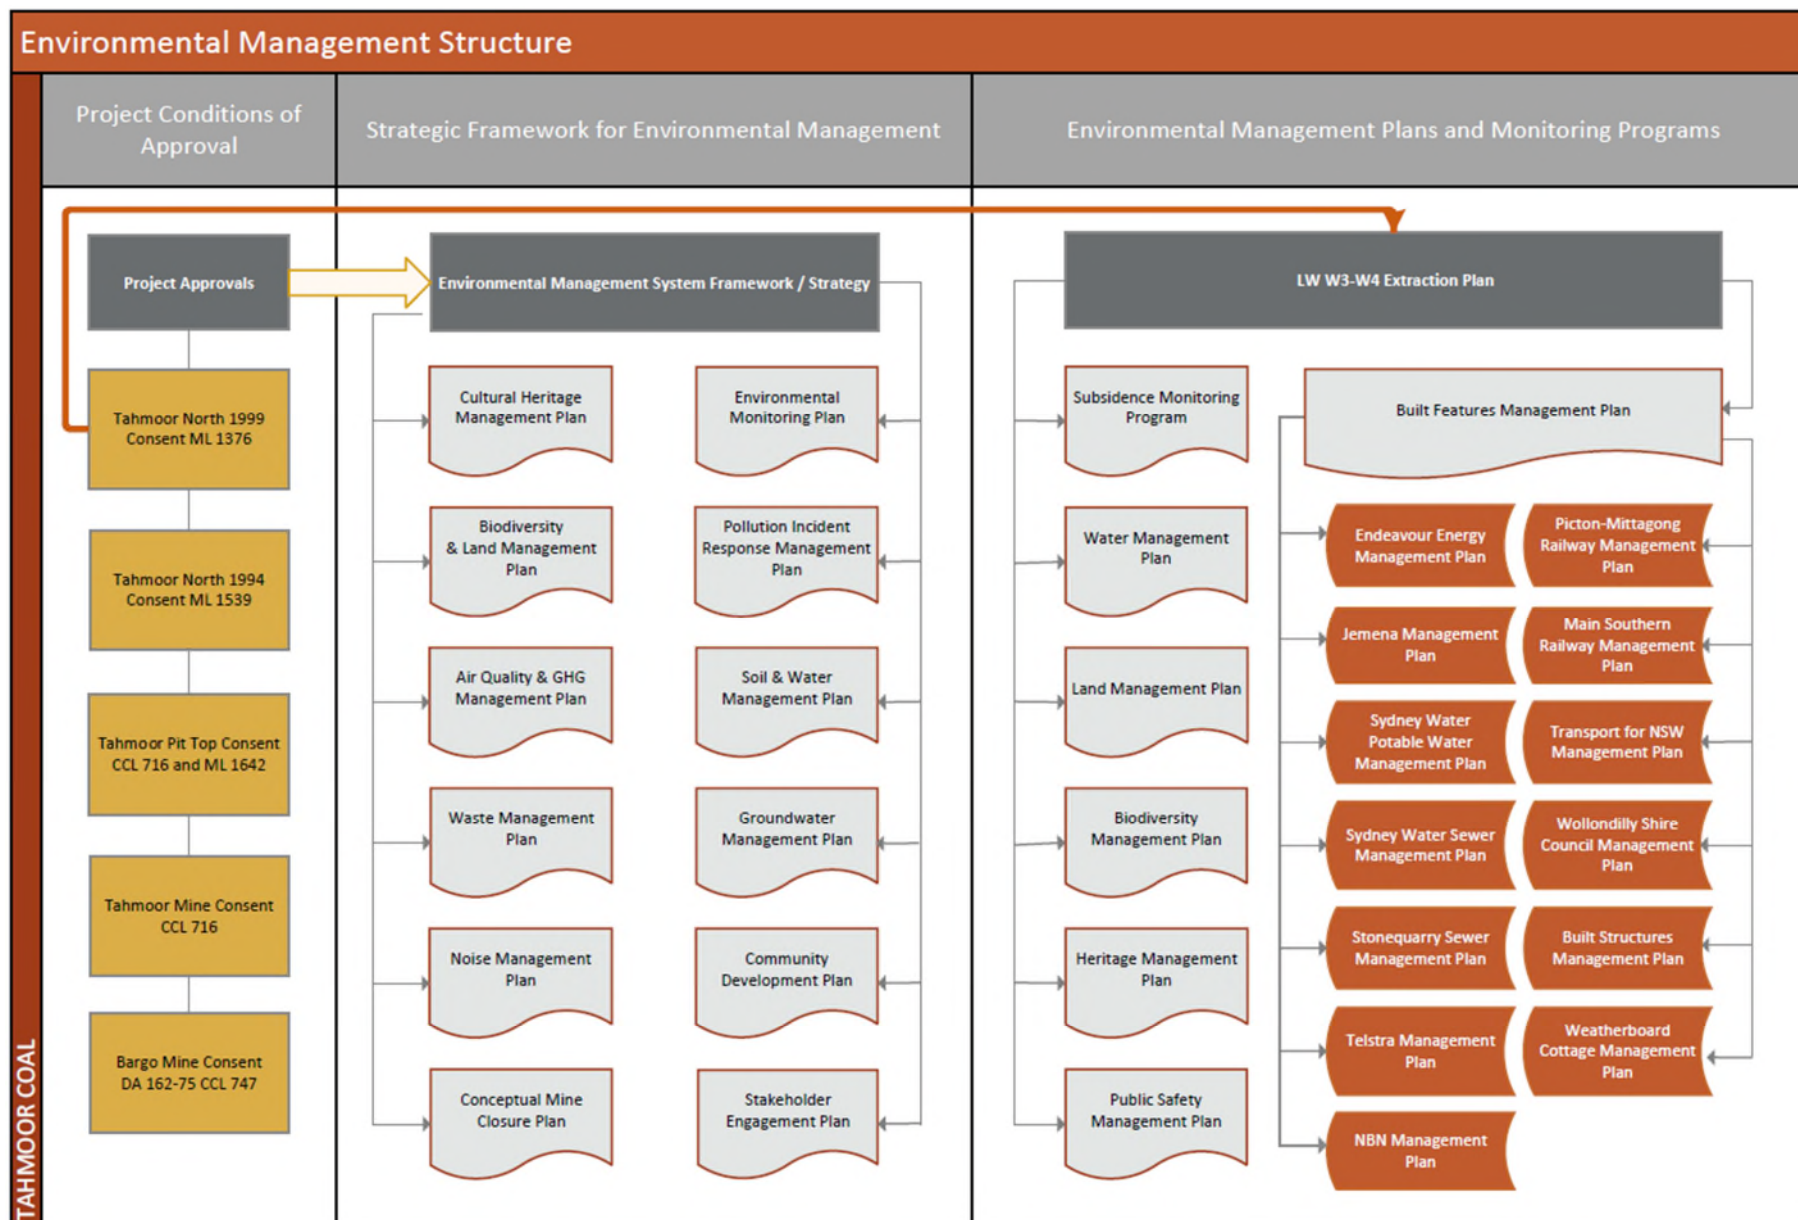 Environmental Management Structure
Project Conditions of
Approval
Strategic Framework for Environmental Management
Environmental Management Plans and Monitoring Programs
TAHMOOR COAL
Project Approvals
Tahmoor North 1999
Consent ML 1376
Tahmoor North 1994
Consent ML 1539
Tahmoor Pit Top Consent
CCL 716 and ML 1642
Tahmoor Mine Consent
CCL 716
Bargo Mine Consent
DA 162-75 CCL 747
Environmental Management System Framework / Strategy
Cultural Heritage
Management Plan
Biodiversity
& Land Management
Plan
Air Quality & GHG
Management Plan
Waste Management
Plan
Noise Management
Plan
Conceptual Mine
Closure Plan
Environmental
Monitoring Plan
Pollution Incident
Response Management
Plan
Soil & Water
Management Plan
Groundwater
Management Plan
Community
Development Plan
Stakeholder
Engagement Plan
LW W3-W4 Extraction Plan
Subsidence Monitoring
Program
Water Management
Plan
Land Management Plan
Biodiversity
Management Plan
Heritage Management
Plan
Public Safety
Management Plan
Built Features Management Plan
Endeavour Energy
Management Plan
Jemena Management
Plan
Sydney Water
Potable Water
Management Plan
Sydney Water Sewer
Management Plan
Stonequarry Sewer
Management Plan
Telstra Management
Plan
NBN Management
Plan
Picton-Mittagong
Railway Management
Plan
Main Southern
Railway Management
Plan
Transport for NSW
Management Plan
Wollondilly Shire
Council Management
Plan
Built Structures
Management Plan
Weatherboard
Cottage Management
Plan